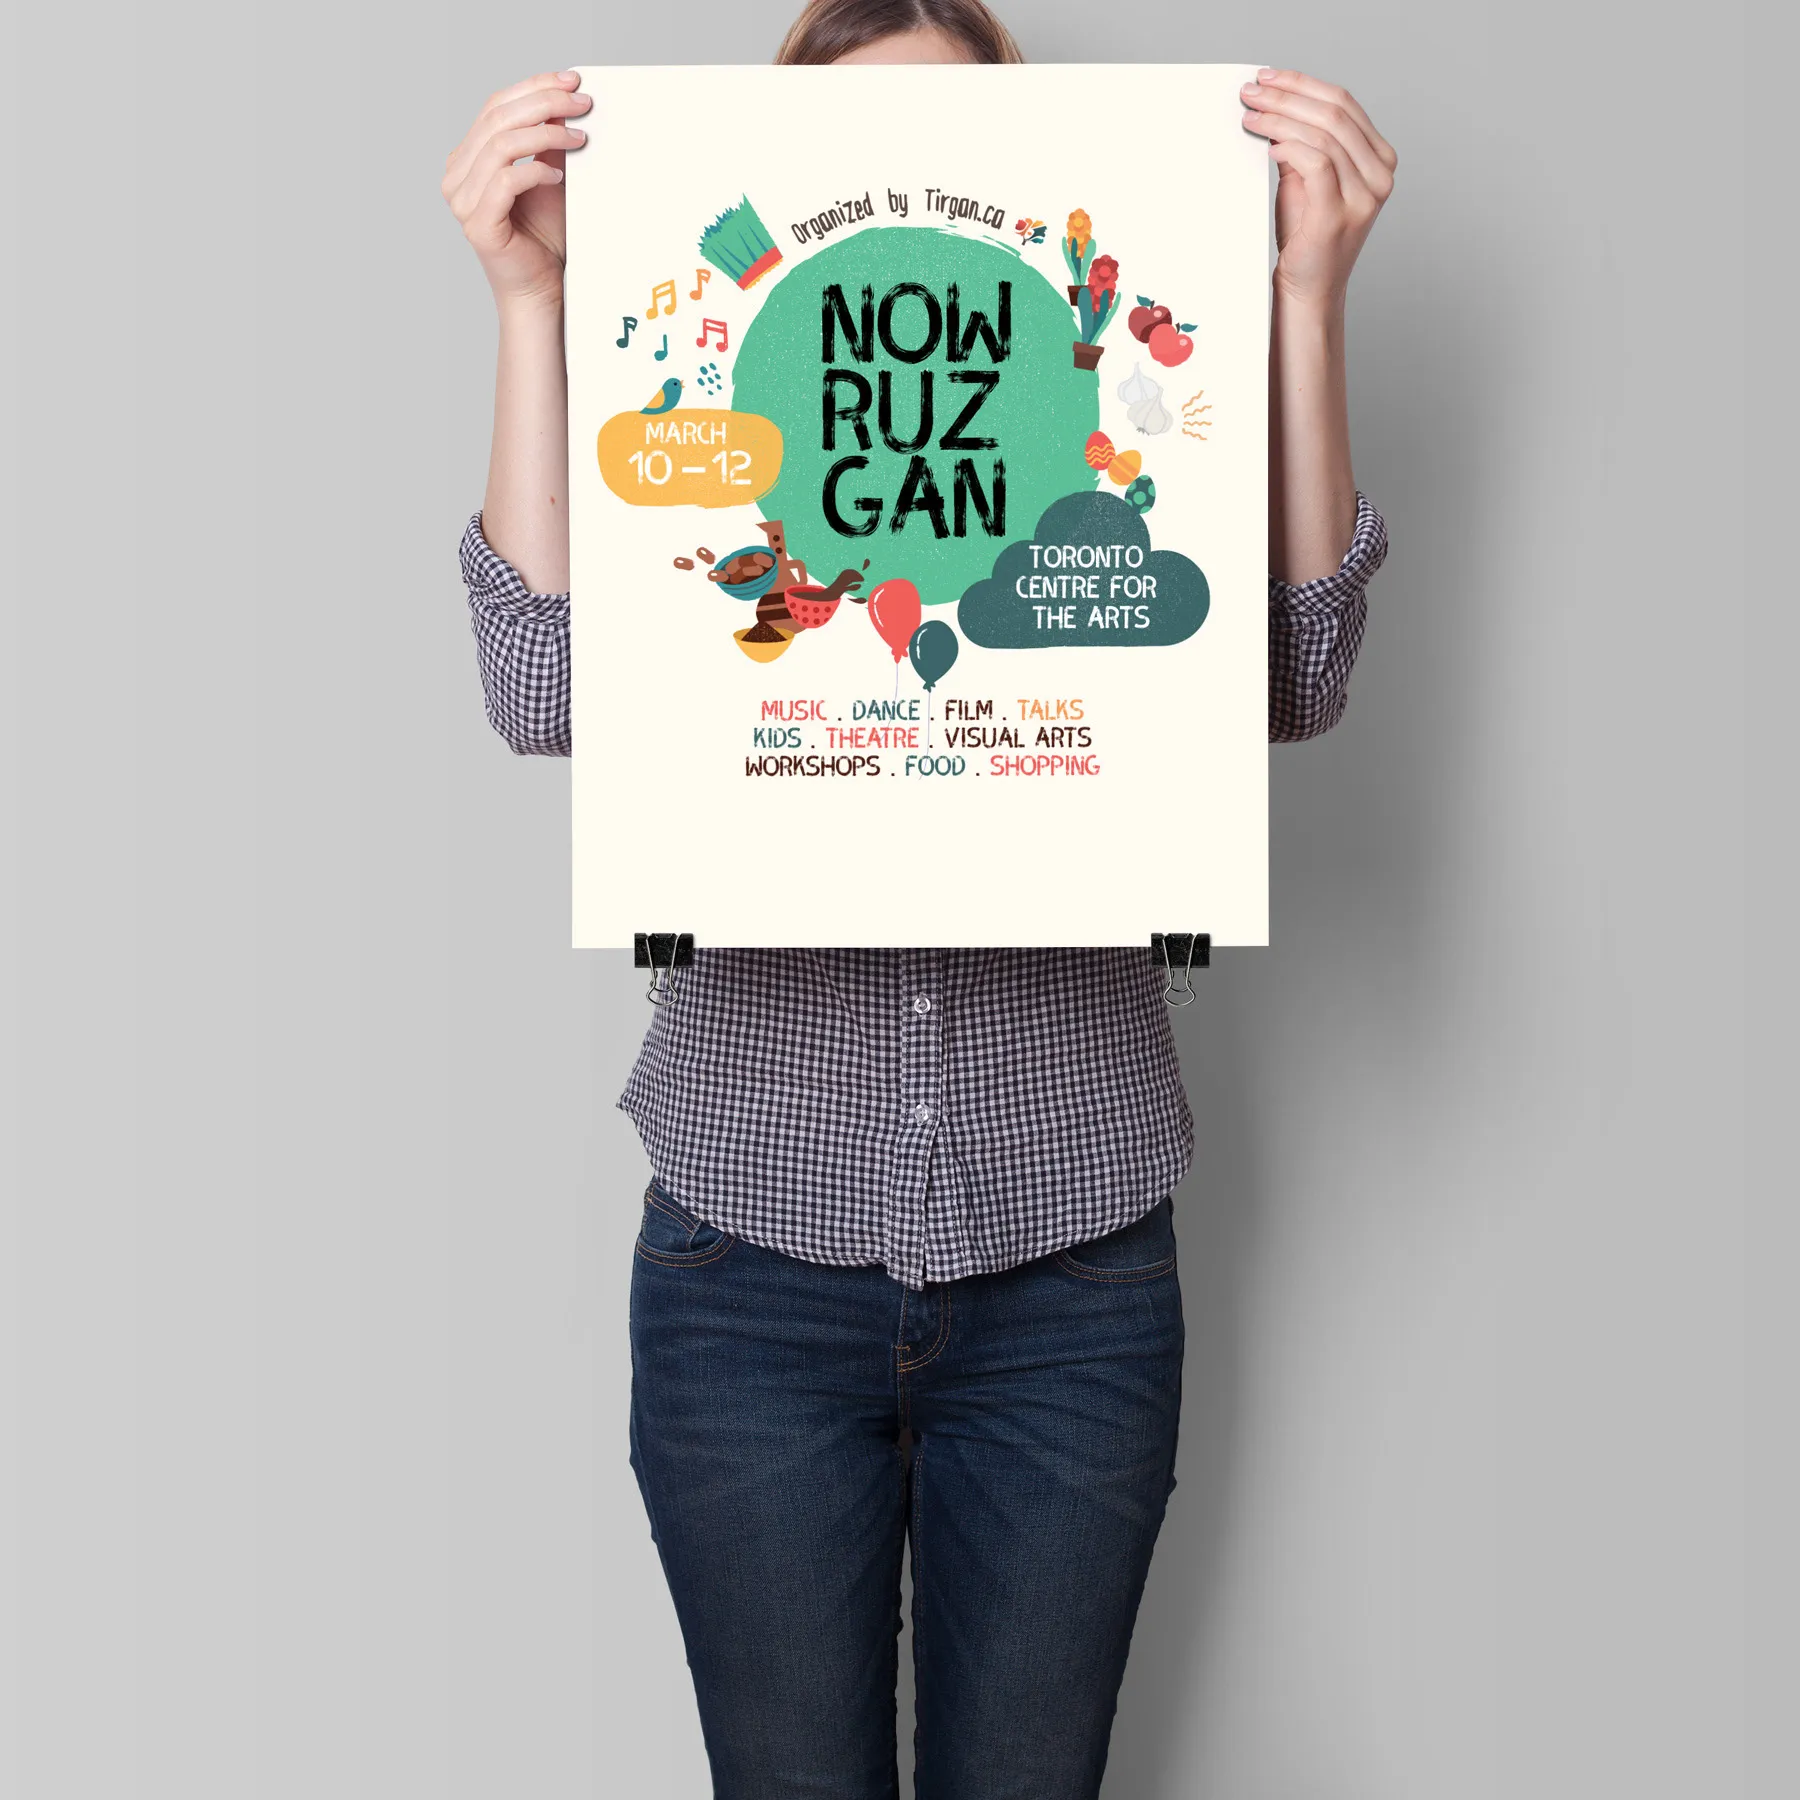 Organized by Tirgan.ca
NOW
RUZ
GAN
MARCH
10 – 12
TORONTO
CENTRE FOR
THE ARTS
MUSIC . DANCE . FILM . TALKS
KIDS . THEATRE . VISUAL ARTS
WORKSHOPS . FOOD . SHOPPING